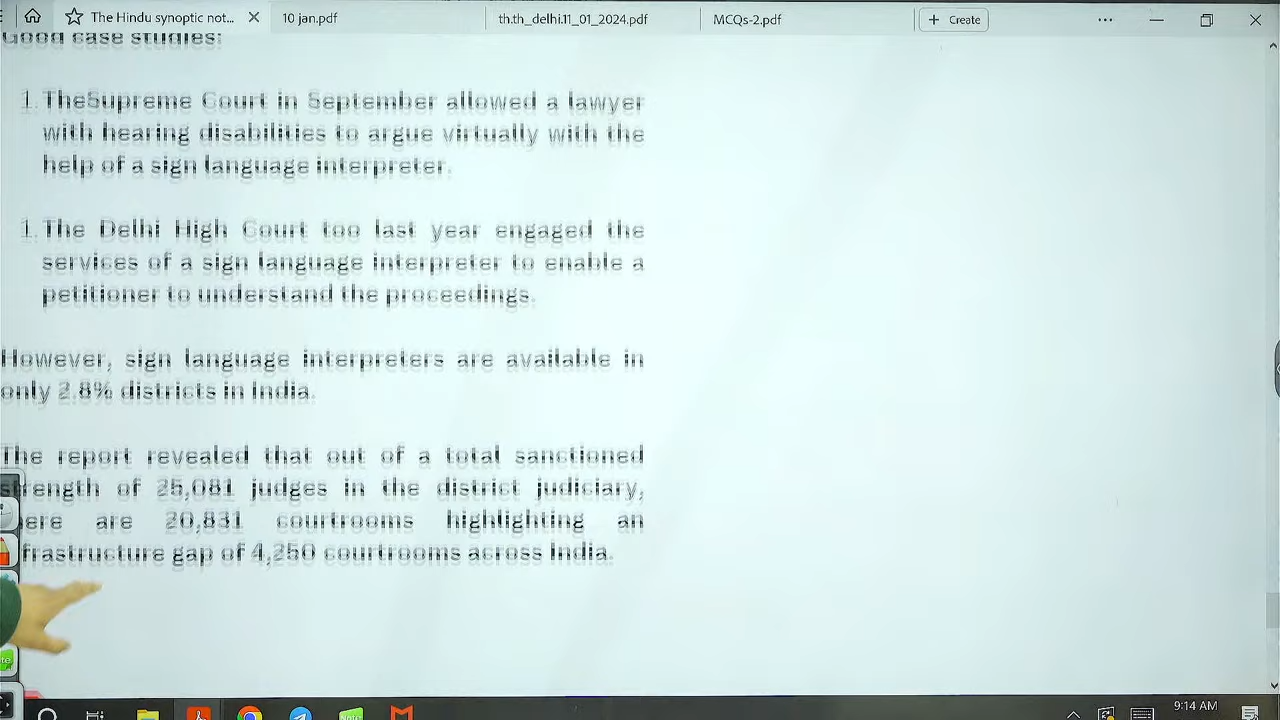 The Hindu synoptic not...
10 jan.pdf
th.th_delhi.11_01_2024.pdf
MCQs-2.pdf
+ Create
Good case studies:
1. TheSupreme Court in September allowed a lawyer
with hearing disabilities to argue virtually with the
help of a sign language interpreter.
1. The Delhi High Court too last year engaged the
services of a sign language interpreter to enable a
petitioner to understand the proceedings.
However, sign language interpreters are available in
only 2.8% districts in India.
The report revealed that out of a total sanctioned
strength of 25,081 judges in the district judiciary,
ere are 20,831 courtrooms highlighting an
frastructure gap of 4,250 courtrooms across India.
9:14 AM